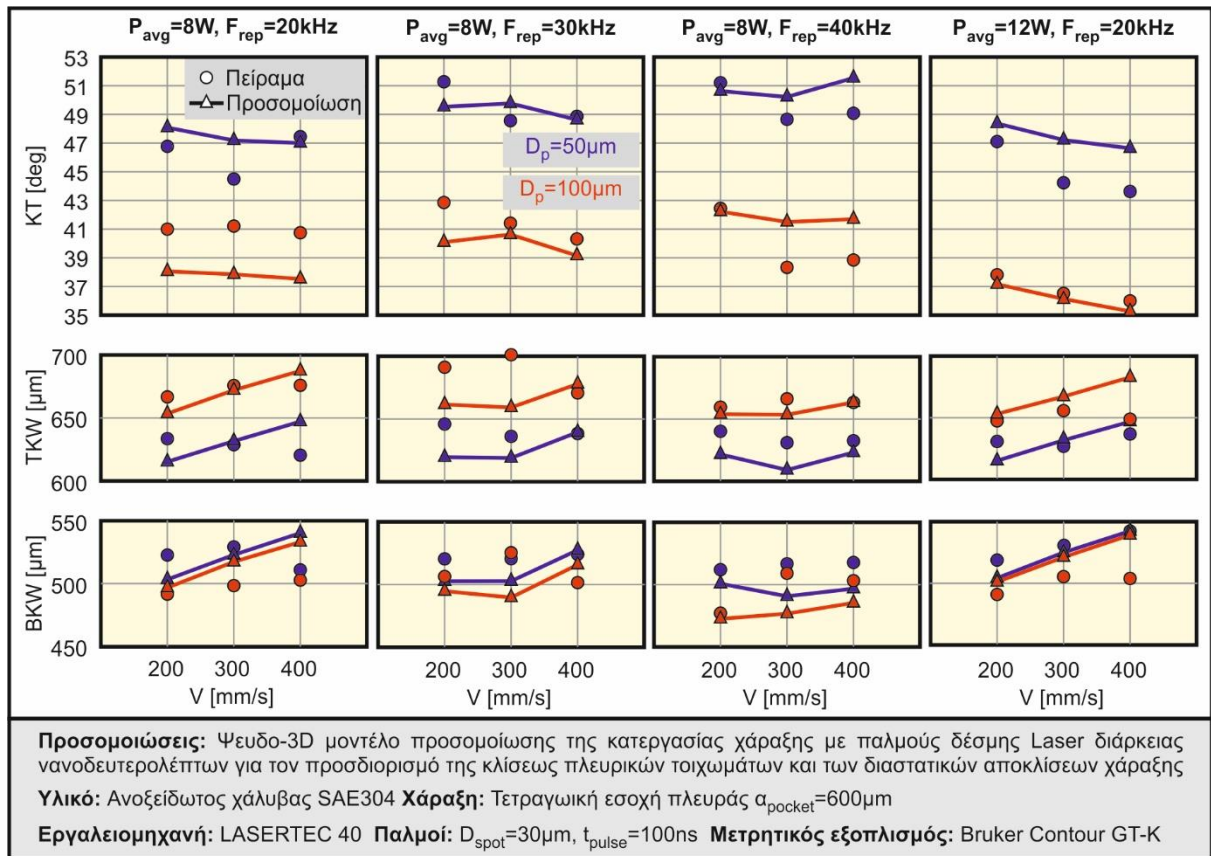 P_avg=8W, F_rep=20kHz P_avg=8W, F_rep=30kHz P_avg=8W, F_rep=40kHz P_avg=12W, F_rep=20kHz
Πείραμα
Προσομοίωση
D_p=50μm
D_p=100μm
KT [deg]
53
51
49
47
45
43
41
39
37
35
TKW [μm]
700
650
600
BKW [μm]
550
500
450
200 300 400 200 300 400 200 300 400 200 300 400
V [mm/s] V [mm/s] V [mm/s] V [mm/s]
Προσομοιώσεις: Ψευδο-3D μοντέλο προσομοίωσης της κατεργασίας χάραξης με παλμούς δέσμης Laser διάρκειας
νανοδευτερολέπτων για τον προσδιορισμό της κλίσεως πλευρικών τοιχωμάτων και των διαστατικών αποκλίσεων χάραξης
Υλικό: Ανοξείδωτος χάλυβας SAE304 Χάραξη: Τετραγωική εσοχή πλευράς α_pocket=600μm
Εργαλειομηχανή: LASERTEC 40 Παλμοί: D_spot=30μm, t_pulse=100ns Μετρητικός εξοπλισμός: Bruker Contour GT-K